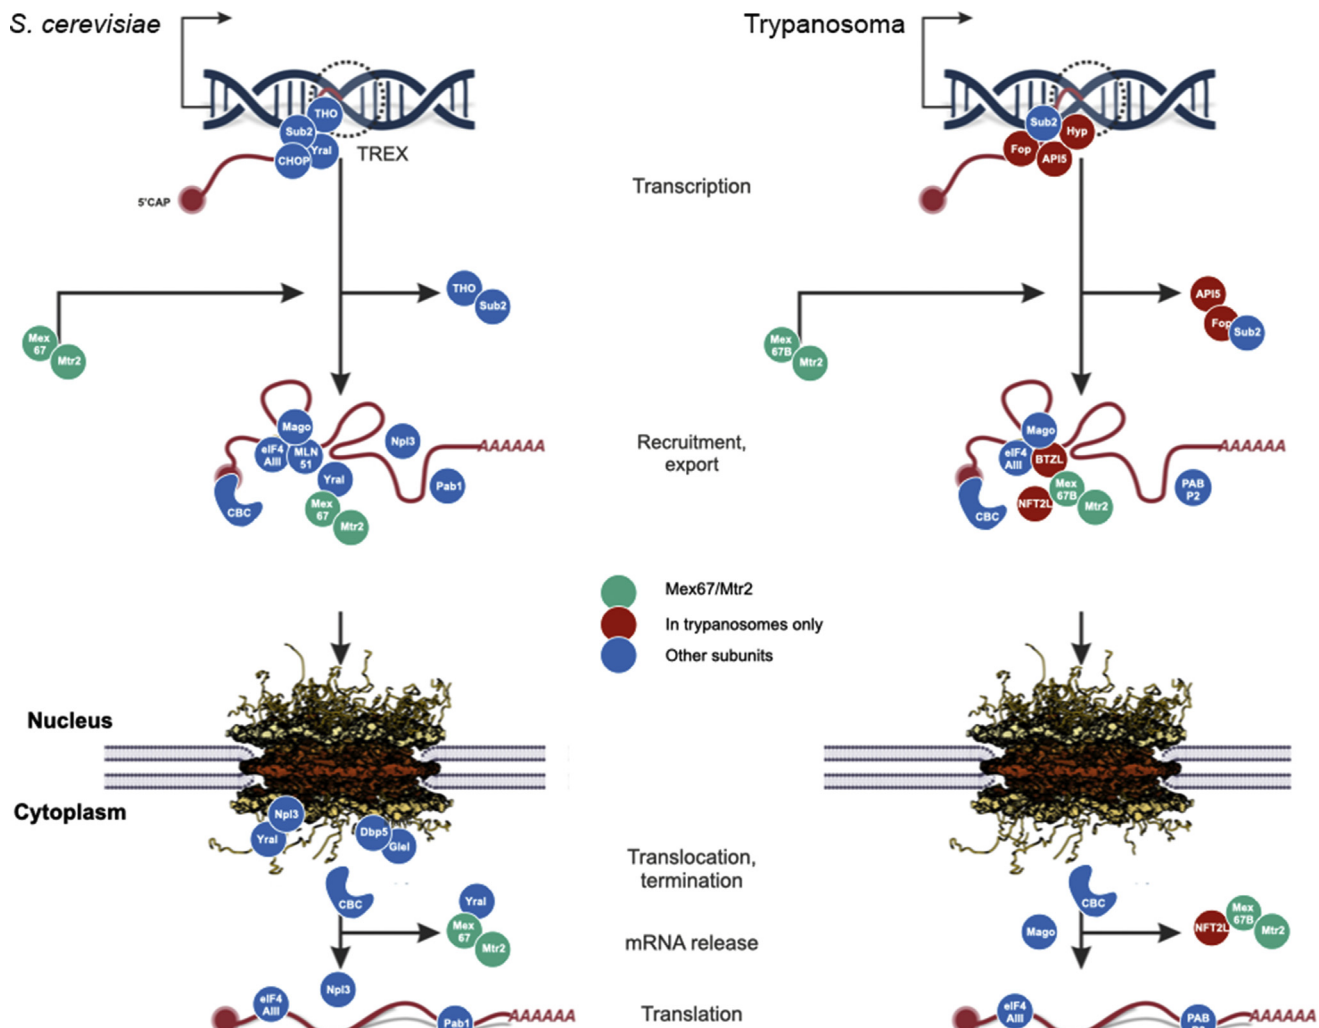 S. cerevisiae
Trypanosoma
THO
Sub2
Yral
CHOP
TREX
5'CAP
Sub2
Hyp
Fop
API5
Transcription
THO
Sub2
Mex
67
Mtr2
API5
Fop
Sub2
Mex
67B
Mtr2
Mago
eIF4
AIII
MLN
51
Npl3
AAAAAA
Yral
Pab1
Mex
67
Mtr2
CBC
Recruitment,
export
Mago
eIF4
AIII
BTZL
AAAAAA
Mex
67B
NFT2L
Mtr2
PAB
P2
CBC
Mex67/Mtr2
In trypanosomes only
Other subunits
Nucleus
Cytoplasm
Npl3
Yral
Dbp5
Glel
Translocation,
termination
CBC
Yral
Mex
67
Mtr2
CBC
Mago
NFT2L
Mex
67B
Mtr2
mRNA release
Npl3
eIF4
AIII
Pab1
AAAAAA
Translation
eIF4
AIII
PAB
AAAAAA